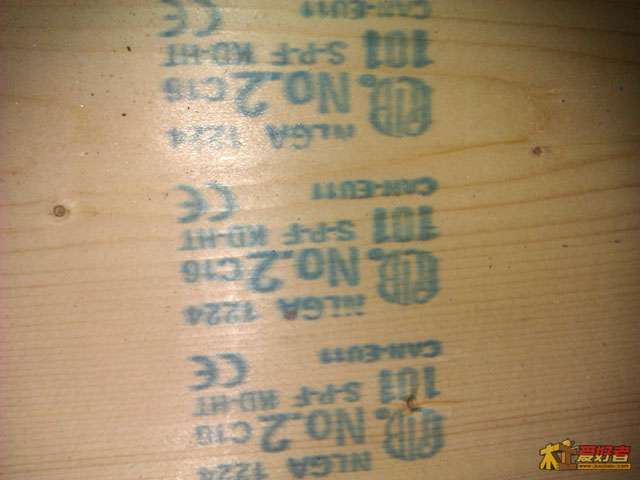 NLGA 1224
No.2 C16
101 S-P-F KD-HT
CAN-EU11 CE
NLGA 1224
No.2 C16
101 S-P-F KD-HT
CAN-EU11 CE
NLGA 1224
No.2 C16
101 S-P-F KD-HT
CAN-EU11 CE
爱好者